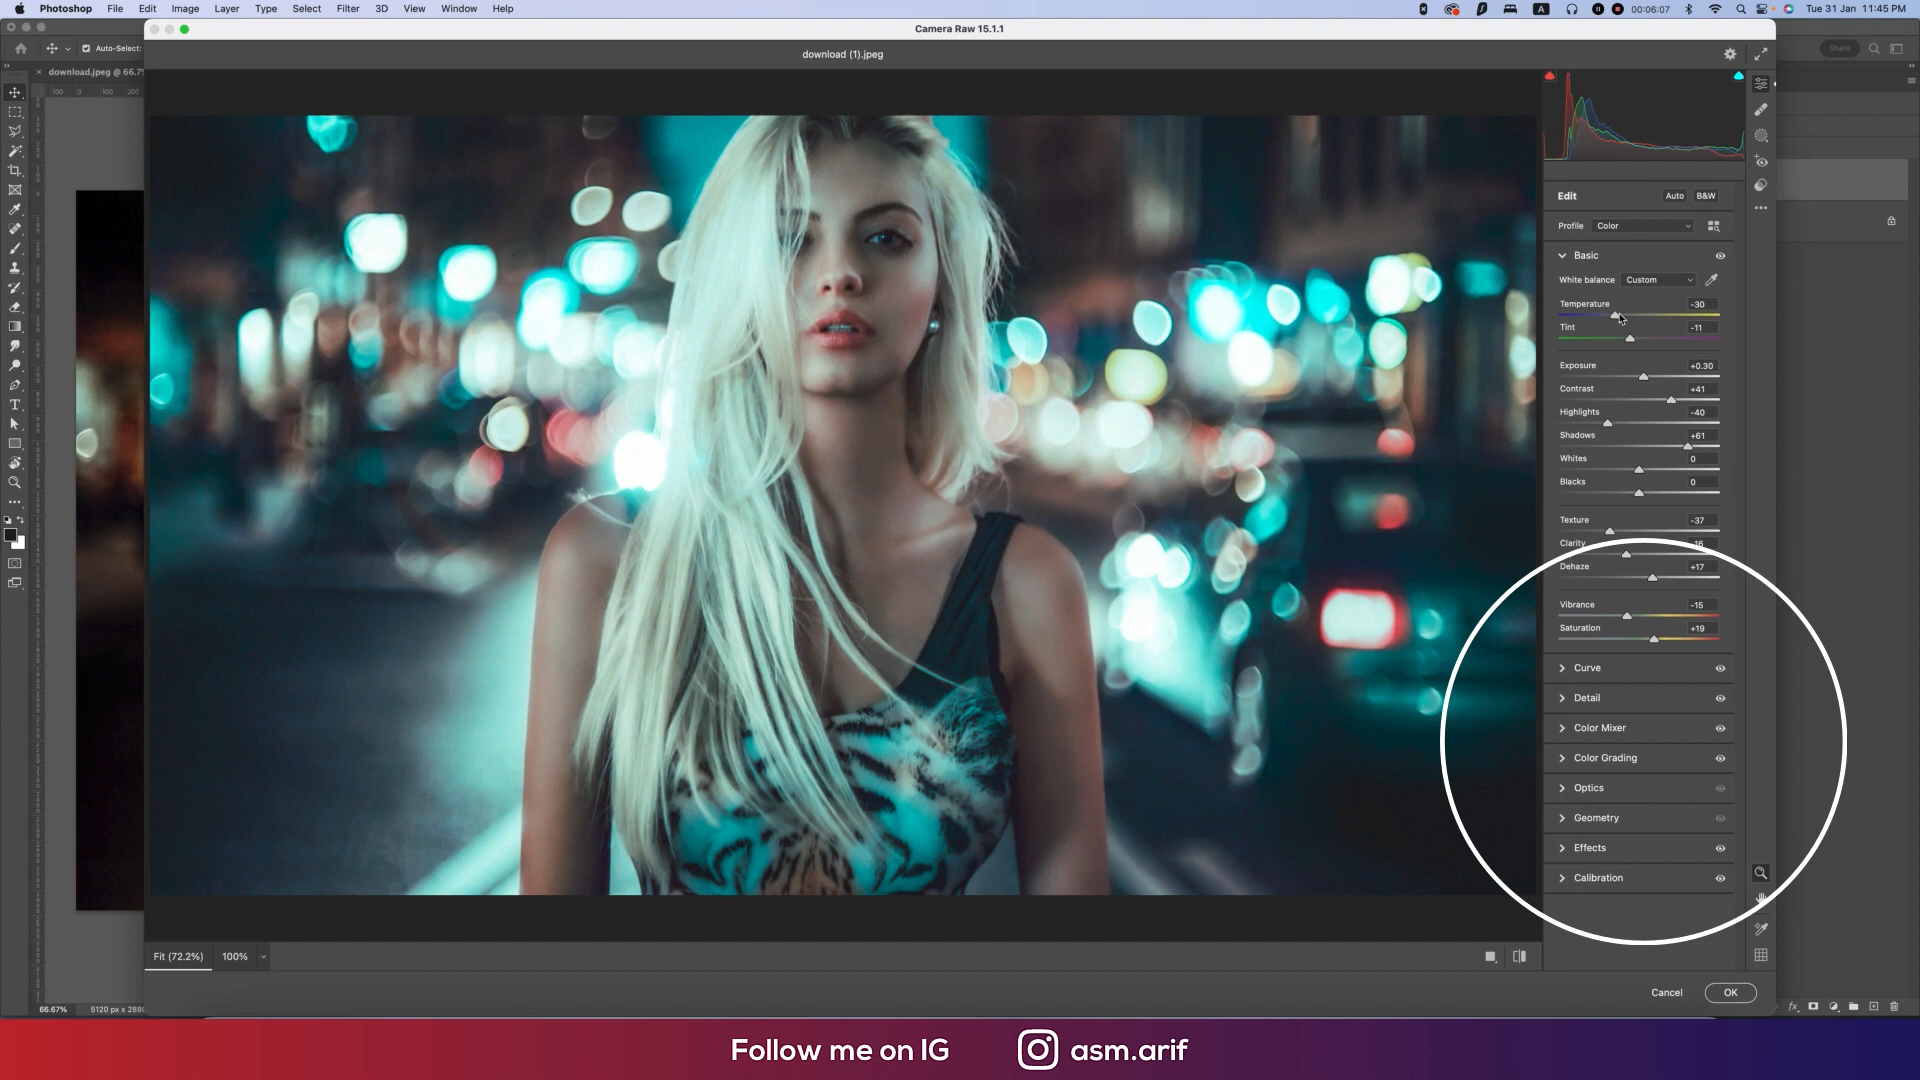 Photoshop File Edit Image Layer Type Select Filter 3D View Window Help 00:06:07 Tue 31 Jan 11:45 PM
Camera Raw 15.1.1
Auto-Select: Share
download (1).jpeg
download.jpeg @ 66.7
Edit Auto B&W
Profile Color
Basic
White balance Custom
Temperature -30
Tint -11
Exposure +0.30
Contrast +41
Highlights -40
Shadows +61
Whites 0
Blacks 0
Texture -37
Clarity -16
Dehaze +17
Vibrance -15
Saturation +19
Curve
Detail
Color Mixer
Color Grading
Optics
Geometry
Effects
Calibration
Fit (72.2%) 100%
Cancel OK
66.67% 5120 px x 288
Follow me on IG asm.arif